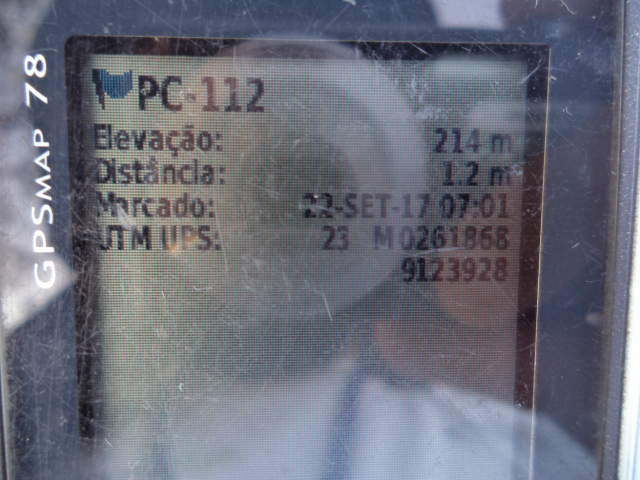 GPSMAP 78
PC-112
Elevação: 214 m
Distância: 1.2 m
Marcado: 22-SET-17 07:01
UTM UPS: 23 M 0261868
9123928